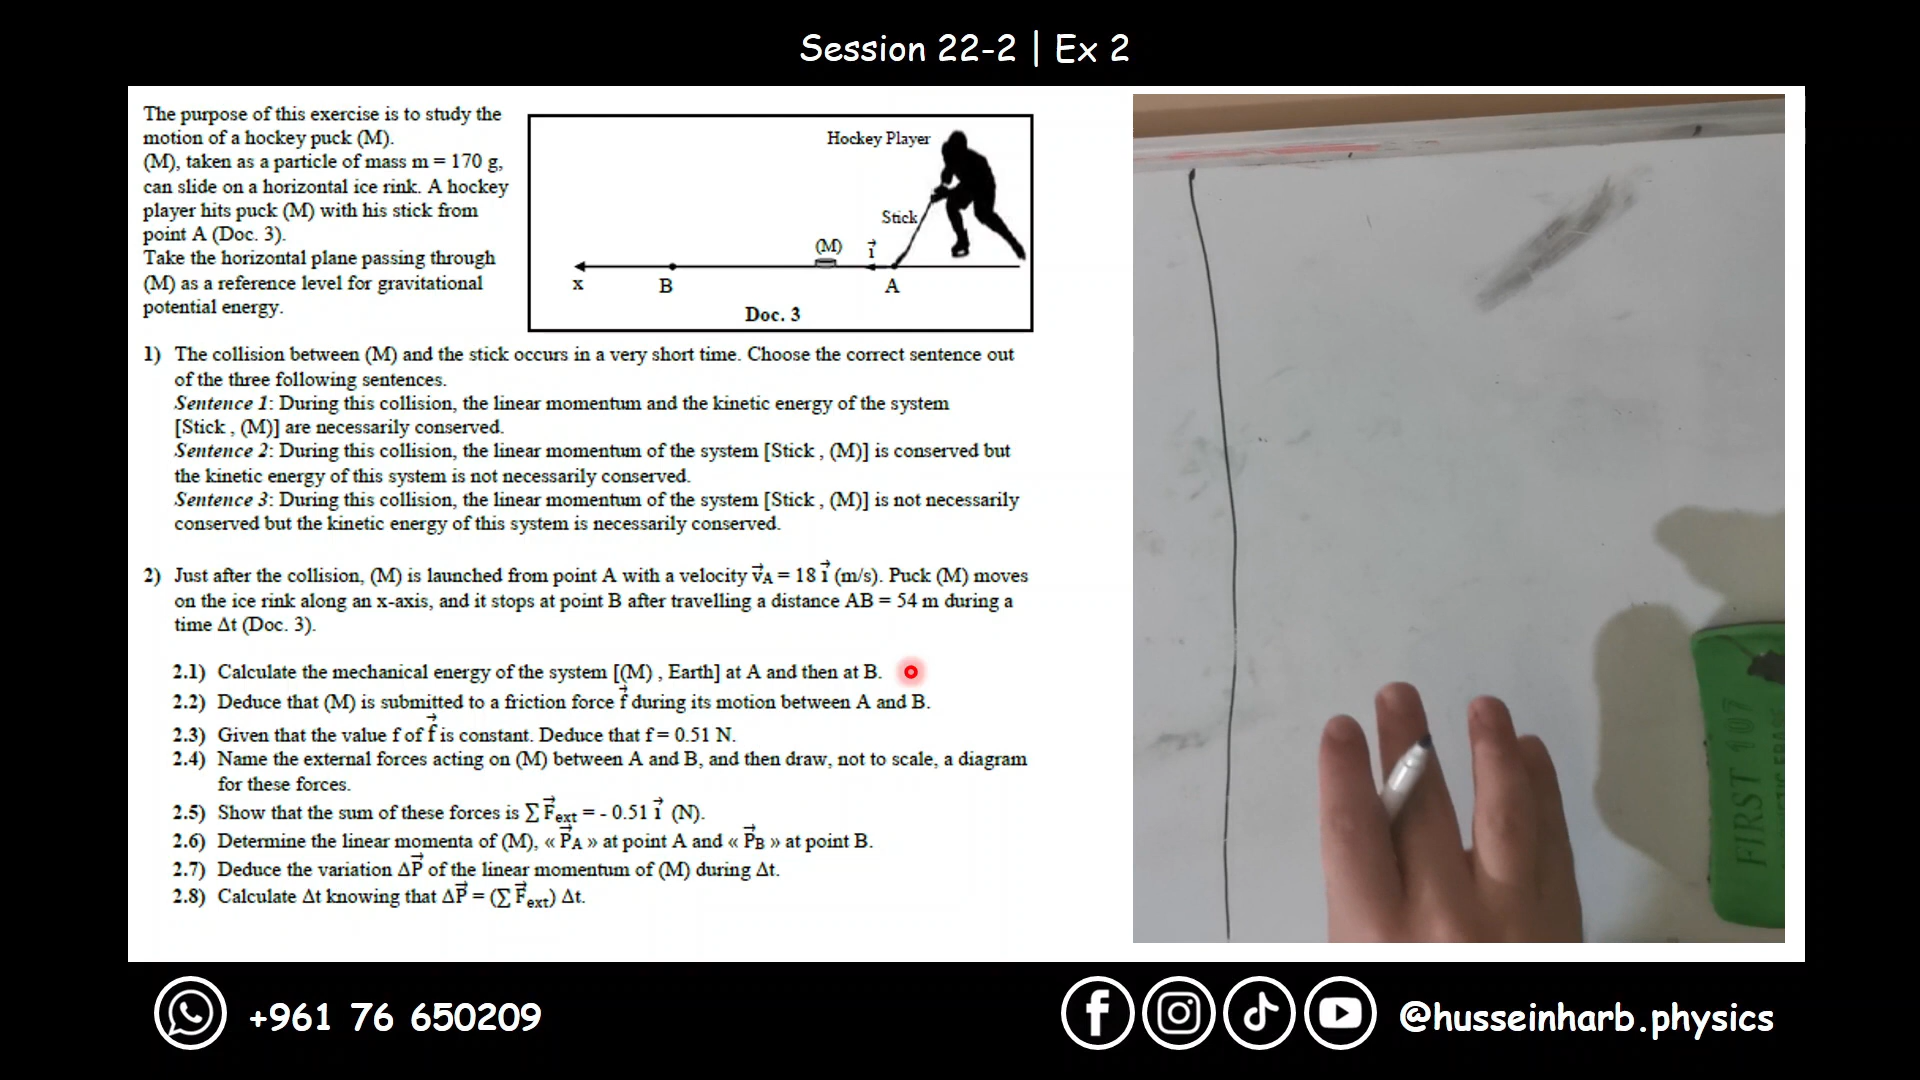 Session 22-2 | Ex 2
The purpose of this exercise is to study the
motion of a hockey puck (M).
(M), taken as a particle of mass m = 170 g,
can slide on a horizontal ice rink. A hockey
player hits puck (M) with his stick from
point A (Doc. 3).
Take the horizontal plane passing through
(M) as a reference level for gravitational
potential energy.
Hockey Player
Stick
(M) i⃗
x B A
Doc. 3
1) The collision between (M) and the stick occurs in a very short time. Choose the correct sentence out
of the three following sentences.
Sentence 1: During this collision, the linear momentum and the kinetic energy of the system
[Stick , (M)] are necessarily conserved.
Sentence 2: During this collision, the linear momentum of the system [Stick , (M)] is conserved but
the kinetic energy of this system is not necessarily conserved.
Sentence 3: During this collision, the linear momentum of the system [Stick , (M)] is not necessarily
conserved but the kinetic energy of this system is necessarily conserved.
2) Just after the collision, (M) is launched from point A with a velocity v⃗A = 18 i⃗ (m/s). Puck (M) moves
on the ice rink along an x-axis, and it stops at point B after travelling a distance AB = 54 m during a
time Δt (Doc. 3).
2.1) Calculate the mechanical energy of the system [(M) , Earth] at A and then at B.
2.2) Deduce that (M) is submitted to a friction force f⃗ during its motion between A and B.
2.3) Given that the value f of f⃗ is constant. Deduce that f = 0.51 N.
2.4) Name the external forces acting on (M) between A and B, and then draw, not to scale, a diagram
for these forces.
2.5) Show that the sum of these forces is ∑ F⃗ext = - 0.51 i⃗ (N).
2.6) Determine the linear momenta of (M), « P⃗A » at point A and « P⃗B » at point B.
2.7) Deduce the variation ΔP⃗ of the linear momentum of (M) during Δt.
2.8) Calculate Δt knowing that ΔP⃗ = (∑ F⃗ext) Δt.
FIRST 107
+961 76 650209
@husseinharb.physics